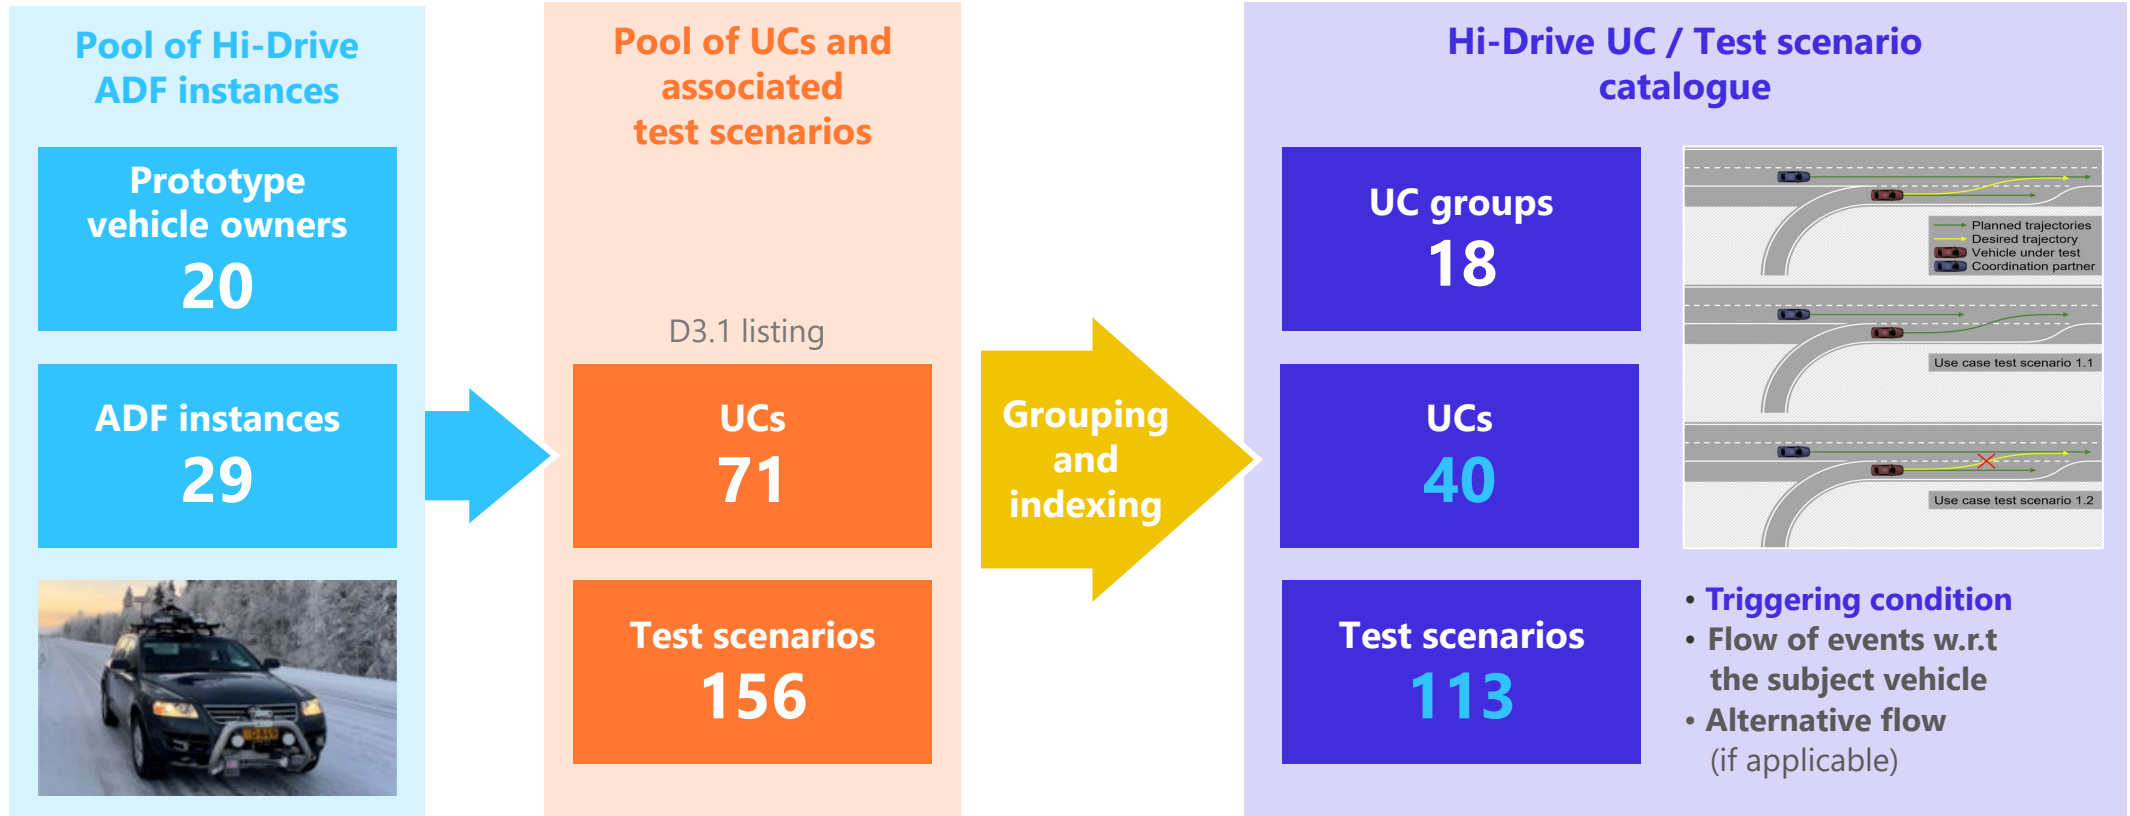 Pool of Hi-Drive
ADF instances
Prototype
vehicle owners
20
ADF instances
29
Pool of UCs and
associated
test scenarios
D3.1 listing
UCs
71
Test scenarios
156
Grouping
and
indexing
Hi-Drive UC / Test scenario
catalogue
UC groups
18
UCs
40
Test scenarios
113
Planned trajectories
Desired trajectory
Vehicle under test
Coordination partner
Use case test scenario 1.1
Use case test scenario 1.2
• Triggering condition
• Flow of events w.r.t
the subject vehicle
• Alternative flow
(if applicable)